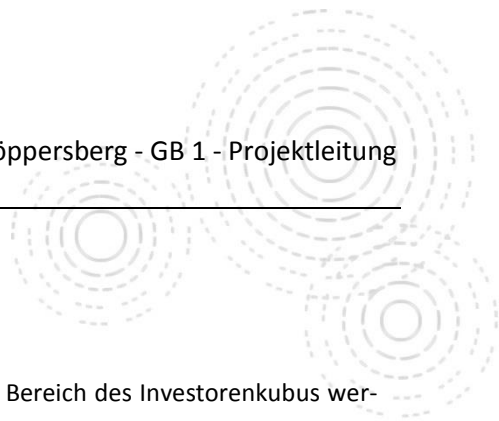 öppersberg - GB 1 - Projektleitung
Bereich des Investorenkubus wer-